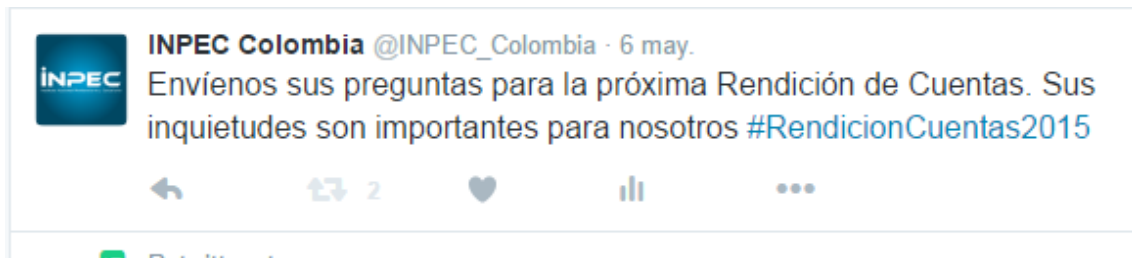 INPEC Colombia @INPEC_Colombia · 6 may.
INPEC
Envíenos sus preguntas para la próxima Rendición de Cuentas. Sus
inquietudes son importantes para nosotros #RendicionCuentas2015
2